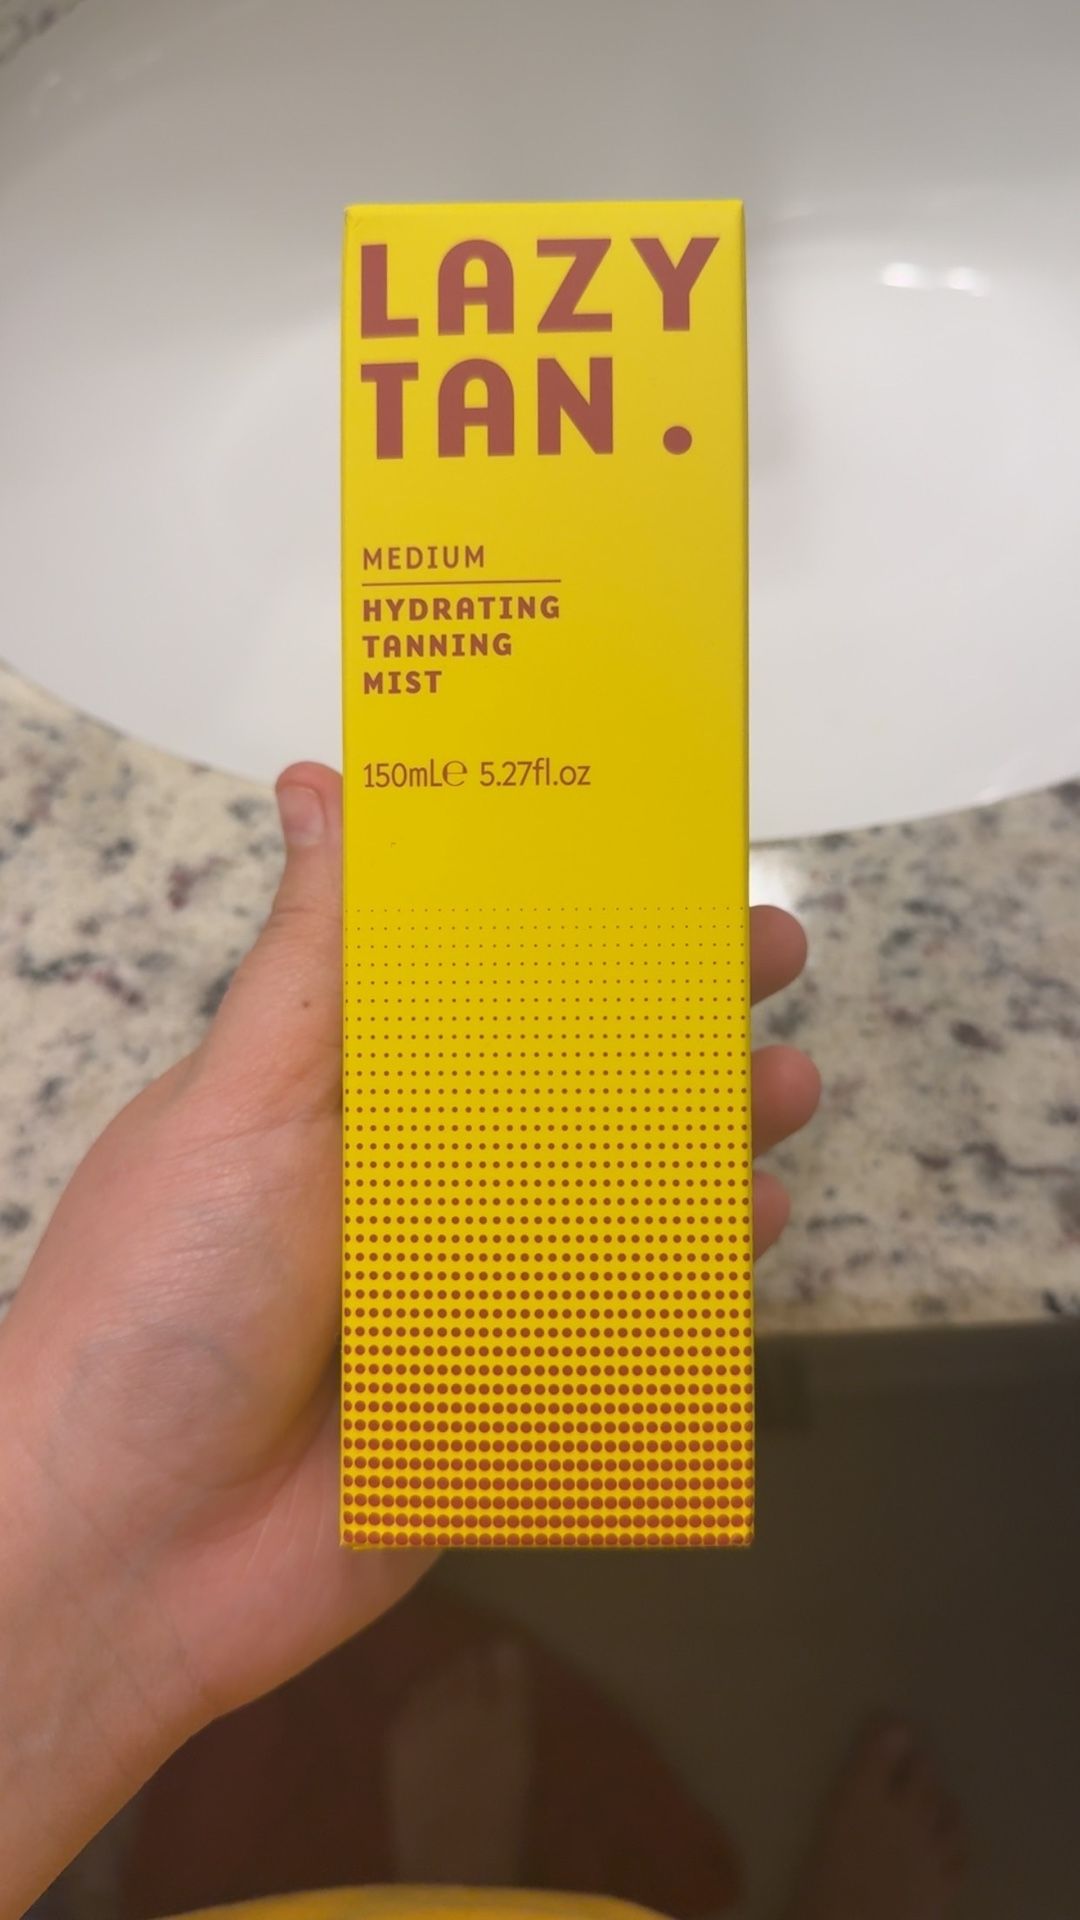 LAZY
TAN.
MEDIUM
HYDRATING
TANNING
MIST
150mL℮ 5.27fl.oz